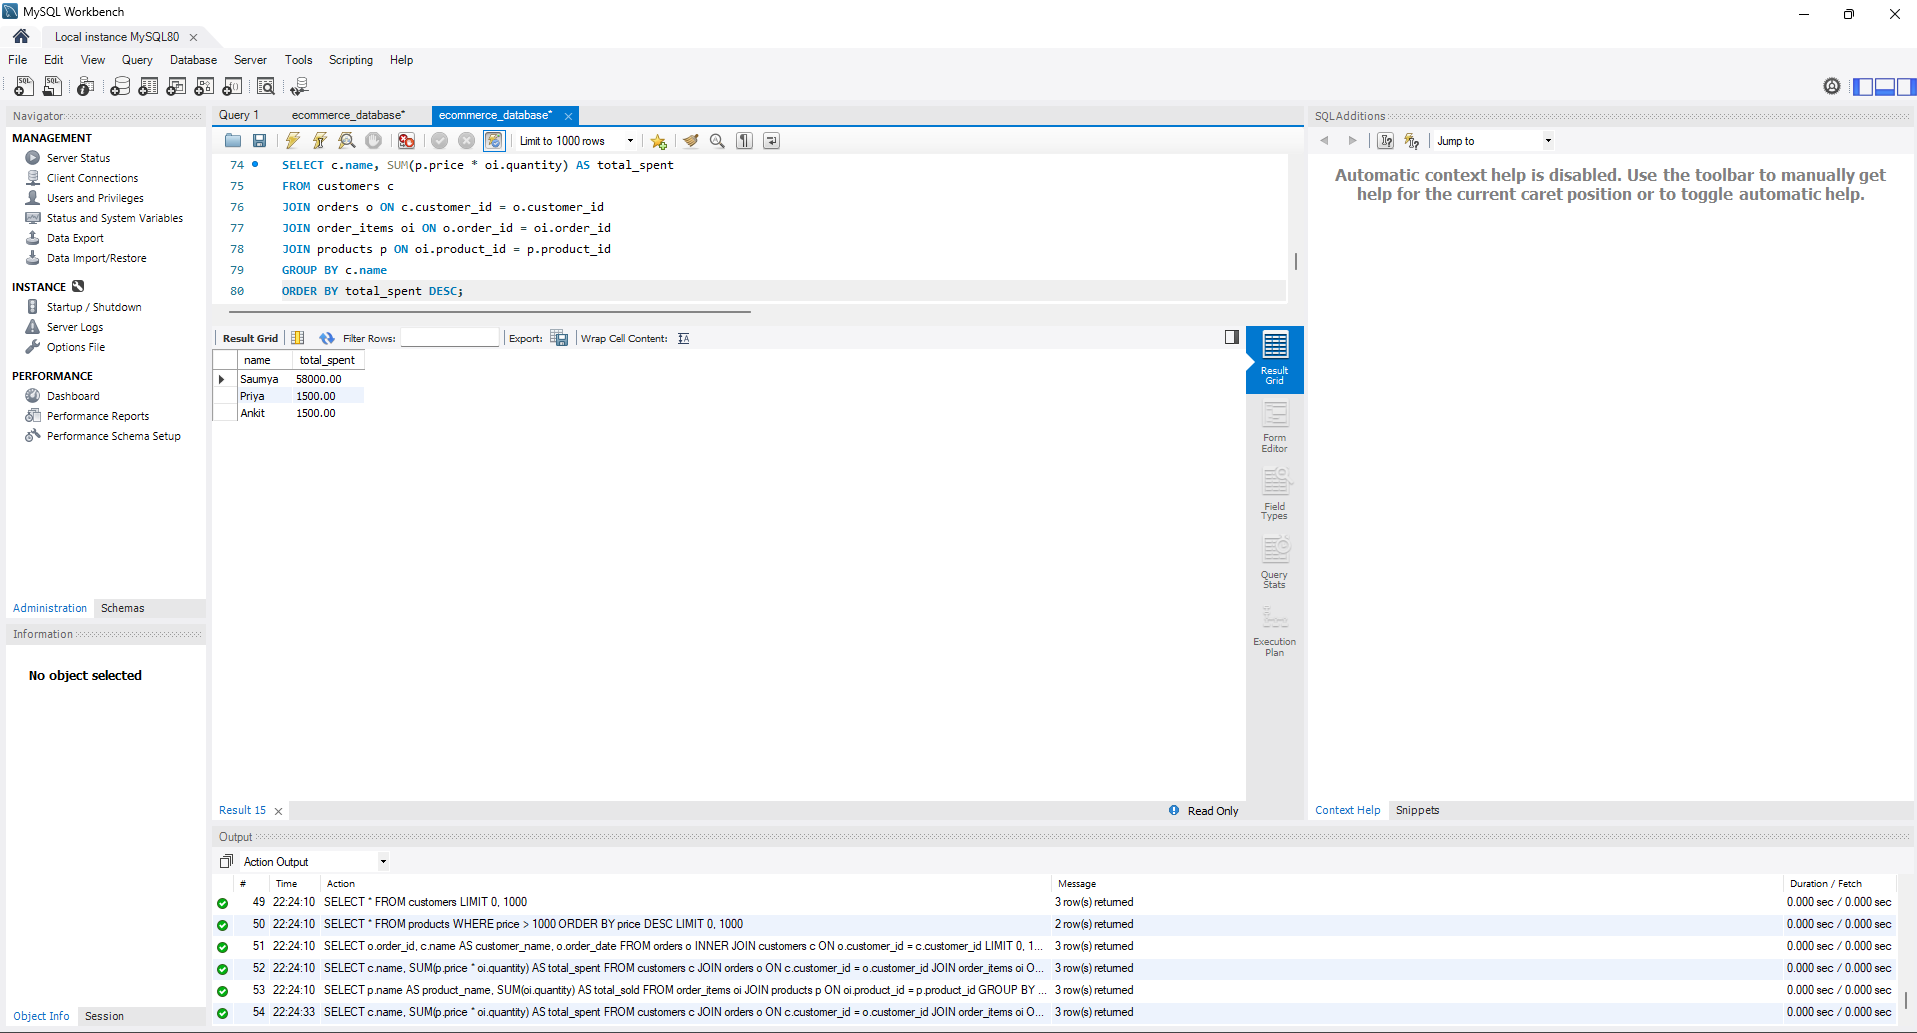 MySQL Workbench
Local instance MySQL80
File Edit View Query Database Server Tools Scripting Help
Navigator
MANAGEMENT
Server Status
Client Connections
Users and Privileges
Status and System Variables
Data Export
Data Import/Restore
INSTANCE
Startup / Shutdown
Server Logs
Options File
PERFORMANCE
Dashboard
Performance Reports
Performance Schema Setup
Administration Schemas
Information
No object selected
Object Info Session
Query 1 ecommerce_database* ecommerce_database*
Limit to 1000 rows
74 SELECT c.name, SUM(p.price * oi.quantity) AS total_spent
75 FROM customers c
76 JOIN orders o ON c.customer_id = o.customer_id
77 JOIN order_items oi ON o.order_id = oi.order_id
78 JOIN products p ON oi.product_id = p.product_id
79 GROUP BY c.name
80 ORDER BY total_spent DESC;
Result Grid Filter Rows: Export: Wrap Cell Content:
name total_spent
Saumya 58000.00
Priya 1500.00
Ankit 1500.00
Result Grid
Form Editor
Field Types
Query Stats
Execution Plan
Result 15 Read Only
SQLAdditions
Jump to
Automatic context help is disabled. Use the toolbar to manually get
help for the current caret position or to toggle automatic help.
Context Help Snippets
Output
Action Output
# Time Action Message Duration / Fetch
49 22:24:10 SELECT * FROM customers LIMIT 0, 1000 3 row(s) returned 0.000 sec / 0.000 sec
50 22:24:10 SELECT * FROM products WHERE price > 1000 ORDER BY price DESC LIMIT 0, 1000 2 row(s) returned 0.000 sec / 0.000 sec
51 22:24:10 SELECT o.order_id, c.name AS customer_name, o.order_date FROM orders o INNER JOIN customers c ON o.customer_id = c.customer_id LIMIT 0, 1... 3 row(s) returned 0.000 sec / 0.000 sec
52 22:24:10 SELECT c.name, SUM(p.price * oi.quantity) AS total_spent FROM customers c JOIN orders o ON c.customer_id = o.customer_id JOIN order_items oi O... 3 row(s) returned 0.000 sec / 0.000 sec
53 22:24:10 SELECT p.name AS product_name, SUM(oi.quantity) AS total_sold FROM order_items oi JOIN products p ON oi.product_id = p.product_id GROUP BY ... 3 row(s) returned 0.000 sec / 0.000 sec
54 22:24:33 SELECT c.name, SUM(p.price * oi.quantity) AS total_spent FROM customers c JOIN orders o ON c.customer_id = o.customer_id JOIN order_items oi O... 3 row(s) returned 0.000 sec / 0.000 sec